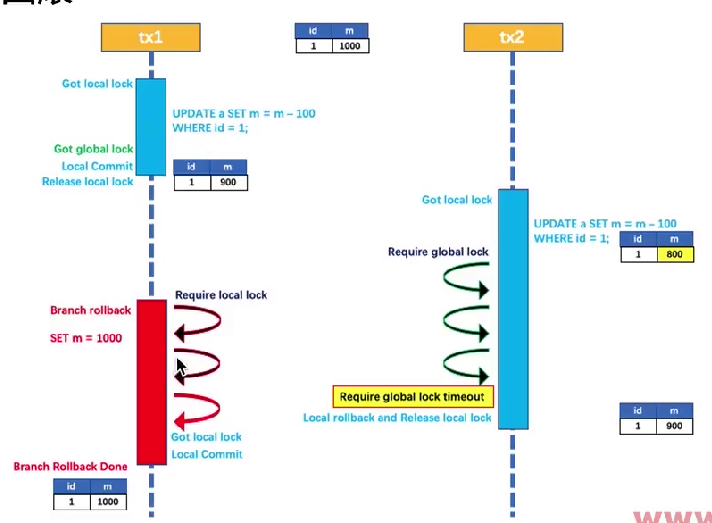 tx1
id m
1 1000
tx2
Got local lock
UPDATE a SET m = m - 100
WHERE id = 1;
Got global lock
Local Commit
Release local lock
id m
1 900
Got local lock
UPDATE a SET m = m - 100
WHERE id = 1;
id m
1 800
Require global lock
Require local lock
Branch rollback
SET m = 1000
Require global lock timeout
Local rollback and Release local lock
id m
1 900
Got local lock
Local Commit
Branch Rollback Done
id m
1 1000